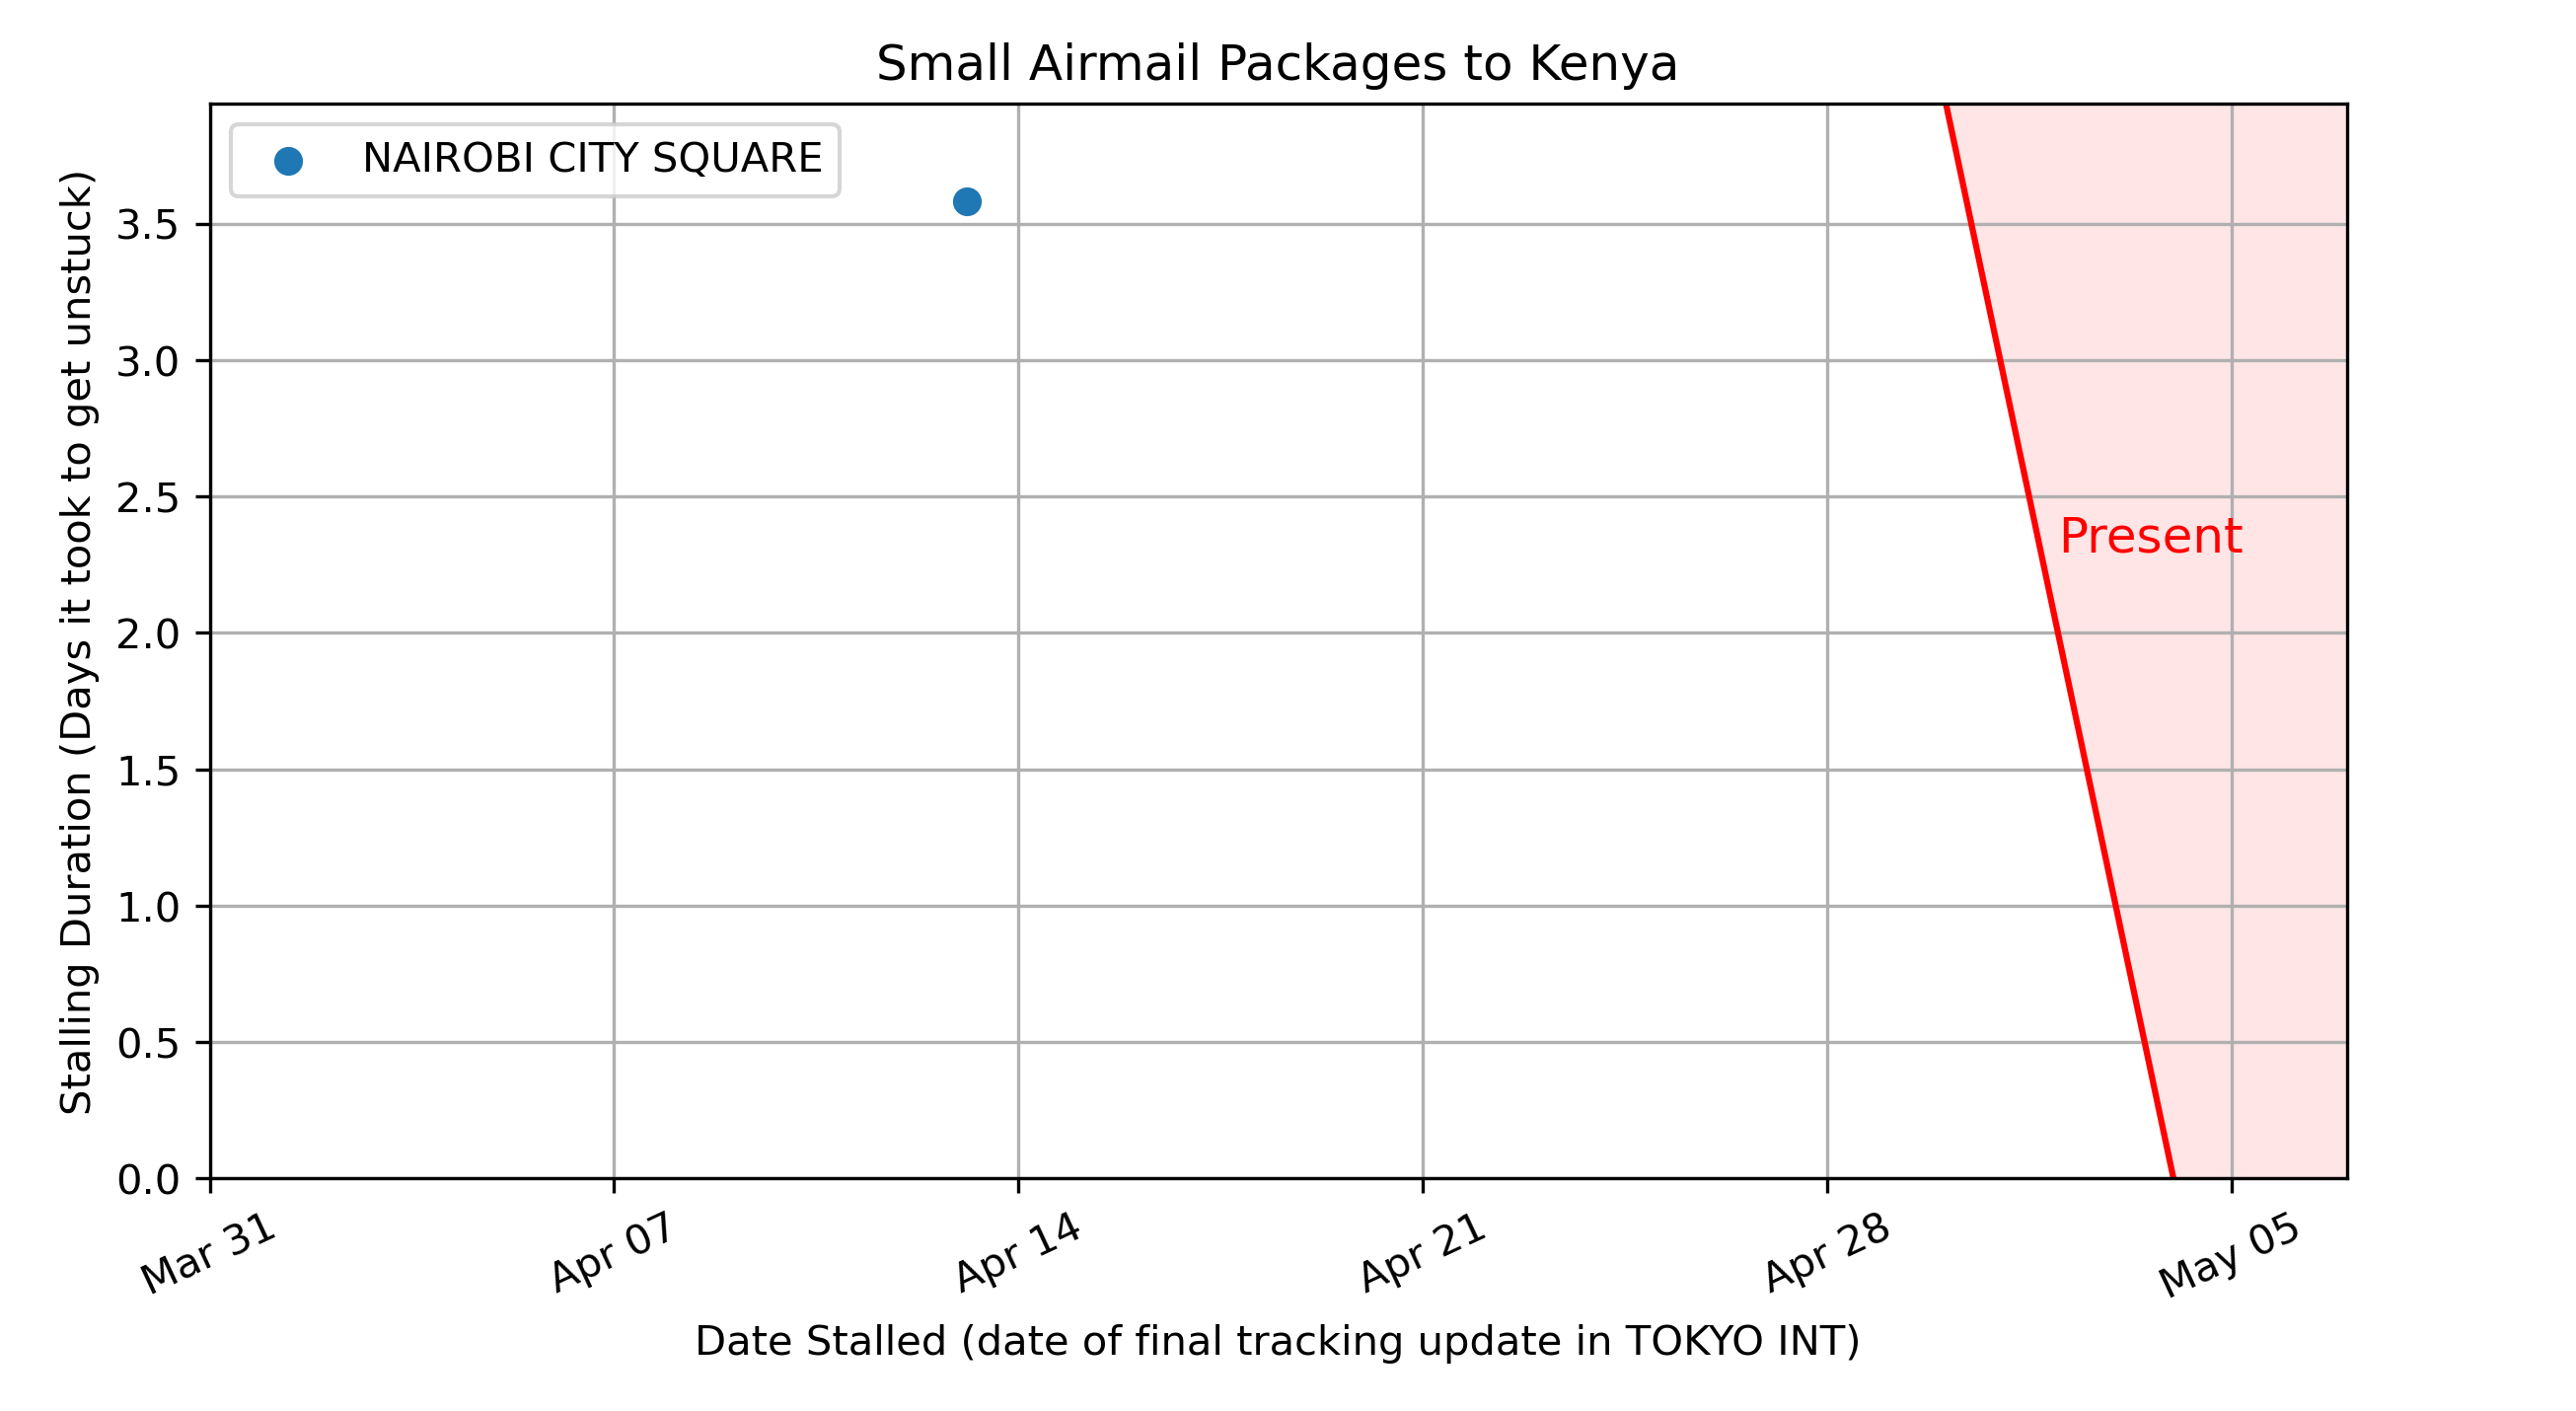 Small Airmail Packages to Kenya
NAIROBI CITY SQUARE
Stalling Duration (Days it took to get unstuck)
3.5
3.0
2.5
2.0
1.5
1.0
0.5
0.0
Present
Mar 31
Apr 07
Apr 14
Apr 21
Apr 28
May 05
Date Stalled (date of final tracking update in TOKYO INT)